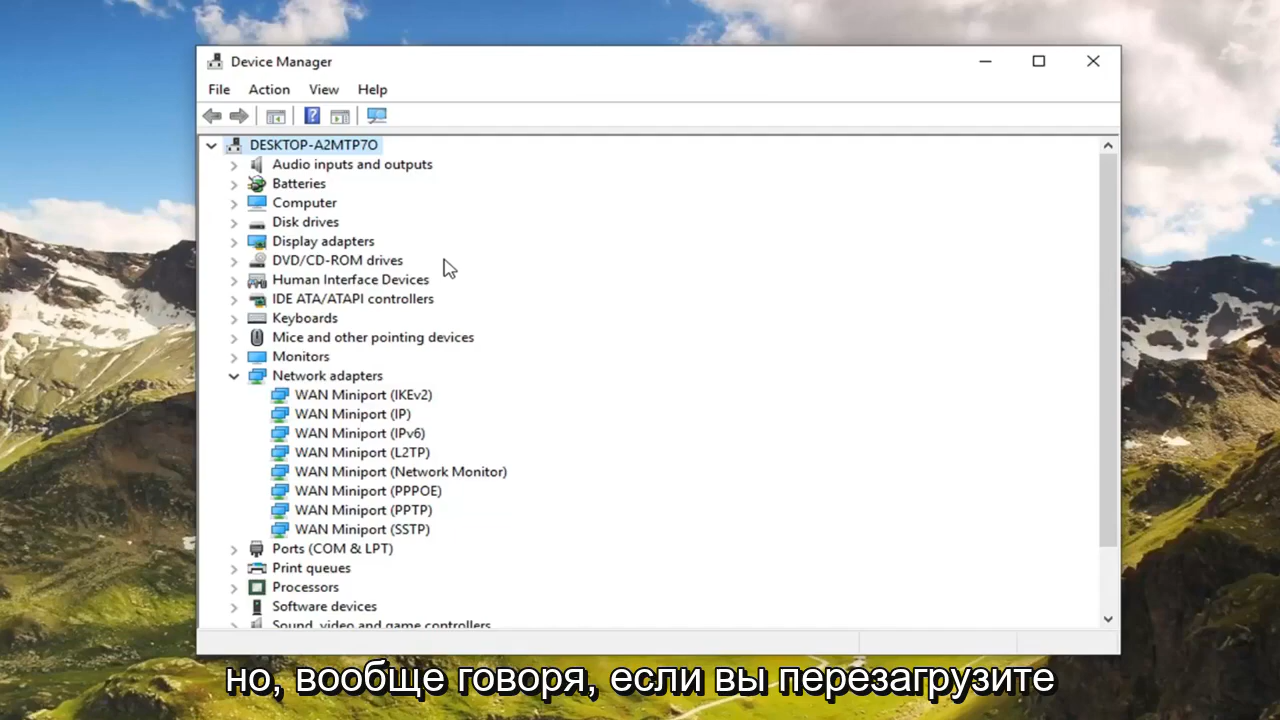 Device Manager
File Action View Help
DESKTOP-A2MTP7O
Audio inputs and outputs
Batteries
Computer
Disk drives
Display adapters
DVD/CD-ROM drives
Human Interface Devices
IDE ATA/ATAPI controllers
Keyboards
Mice and other pointing devices
Monitors
Network adapters
WAN Miniport (IKEv2)
WAN Miniport (IP)
WAN Miniport (IPv6)
WAN Miniport (L2TP)
WAN Miniport (Network Monitor)
WAN Miniport (PPPOE)
WAN Miniport (PPTP)
WAN Miniport (SSTP)
Ports (COM & LPT)
Print queues
Processors
Software devices
Sound, video and game controllers
но, вообще говоря, если вы перезагрузите